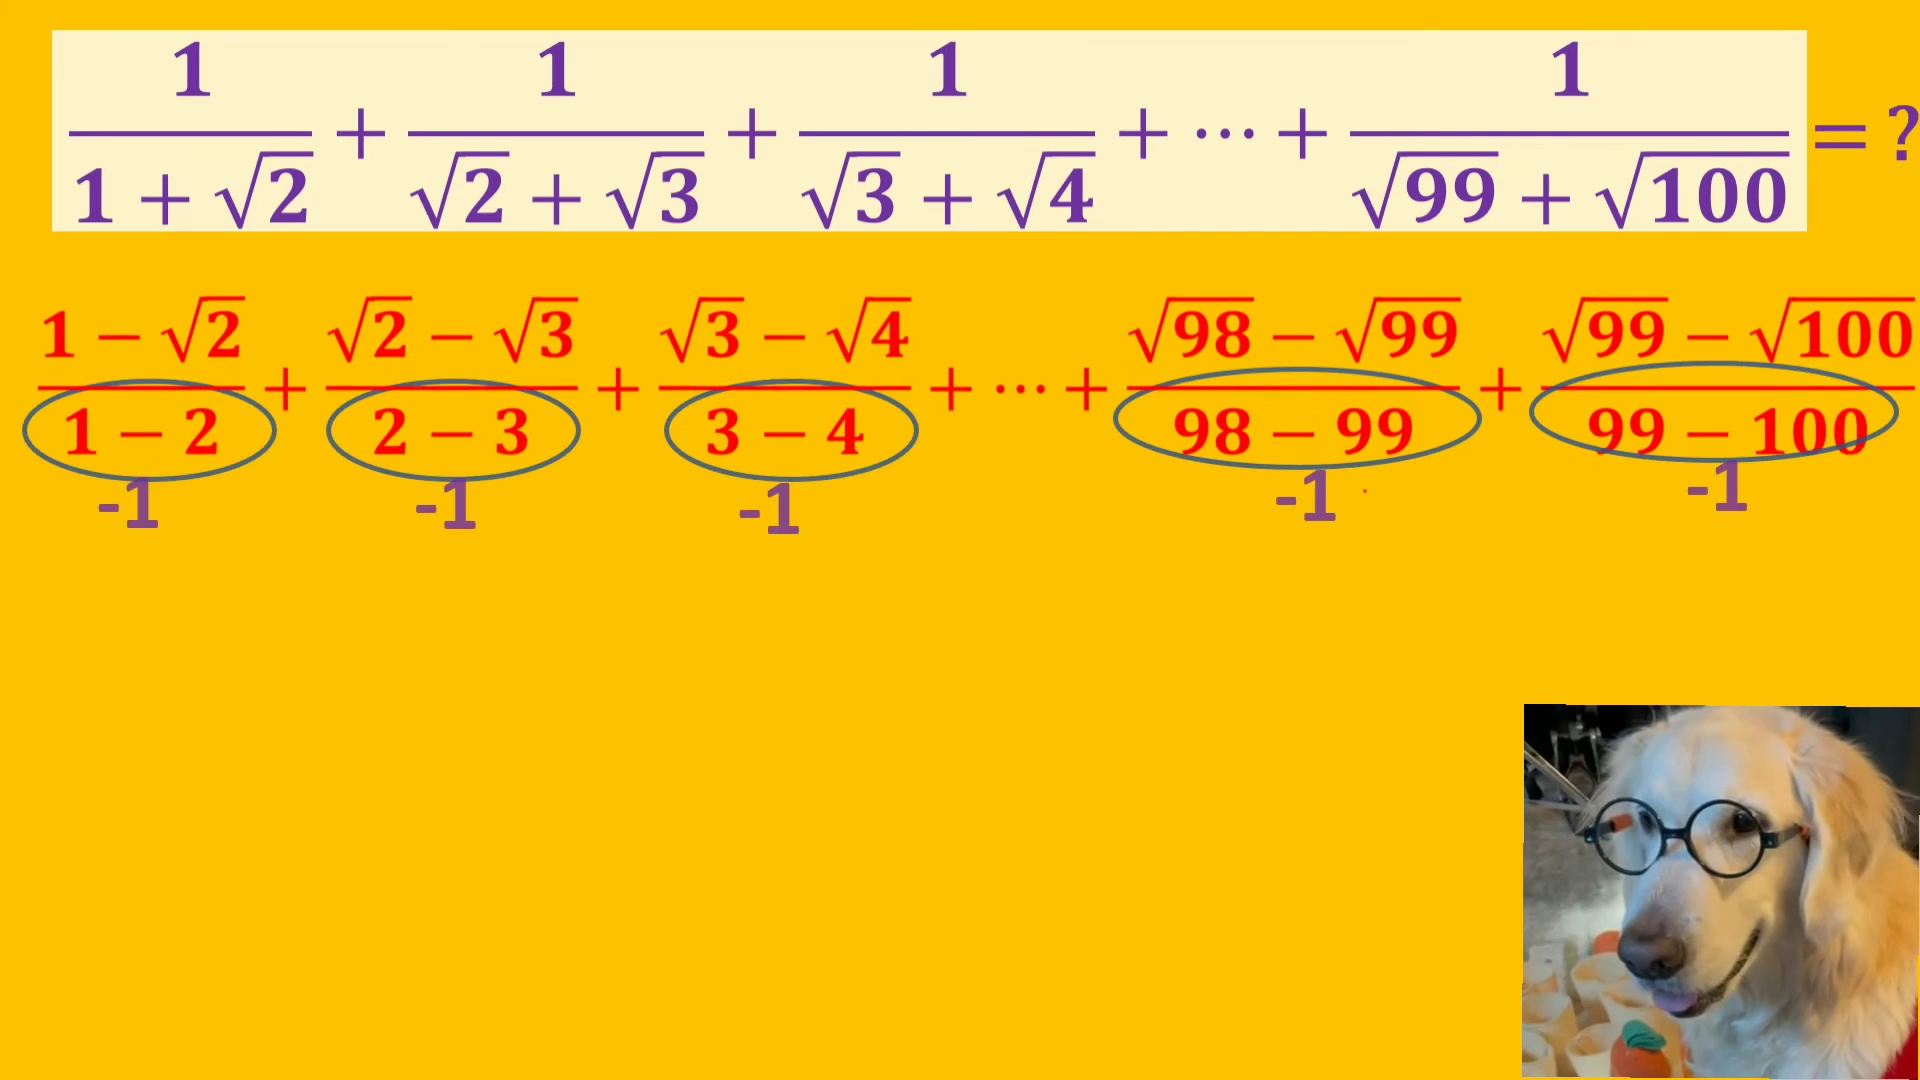 1/(1 + √2) + 1/(√2 + √3) + 1/(√3 + √4) + ⋯ + 1/(√99 + √100) = ?
(1 − √2)/(1 − 2) + (√2 − √3)/(2 − 3) + (√3 − √4)/(3 − 4) + ⋯ + (√98 − √99)/(98 − 99) + (√99 − √100)/(99 − 100)
-1 -1 -1 -1 -1